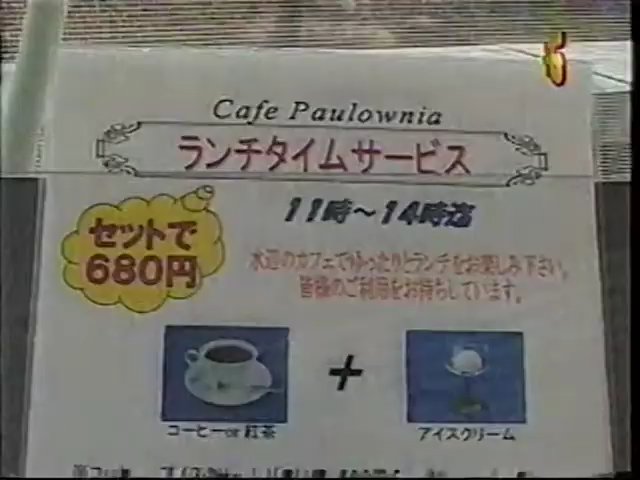 Cafe Paulownia
ランチタイムサービス
11時～14時迄
セットで
680円
水辺のカフェでゆったりとランチをお楽しみ下さい。
皆様のご利用をお待ちしています。
+
コーヒーor紅茶
アイスクリーム